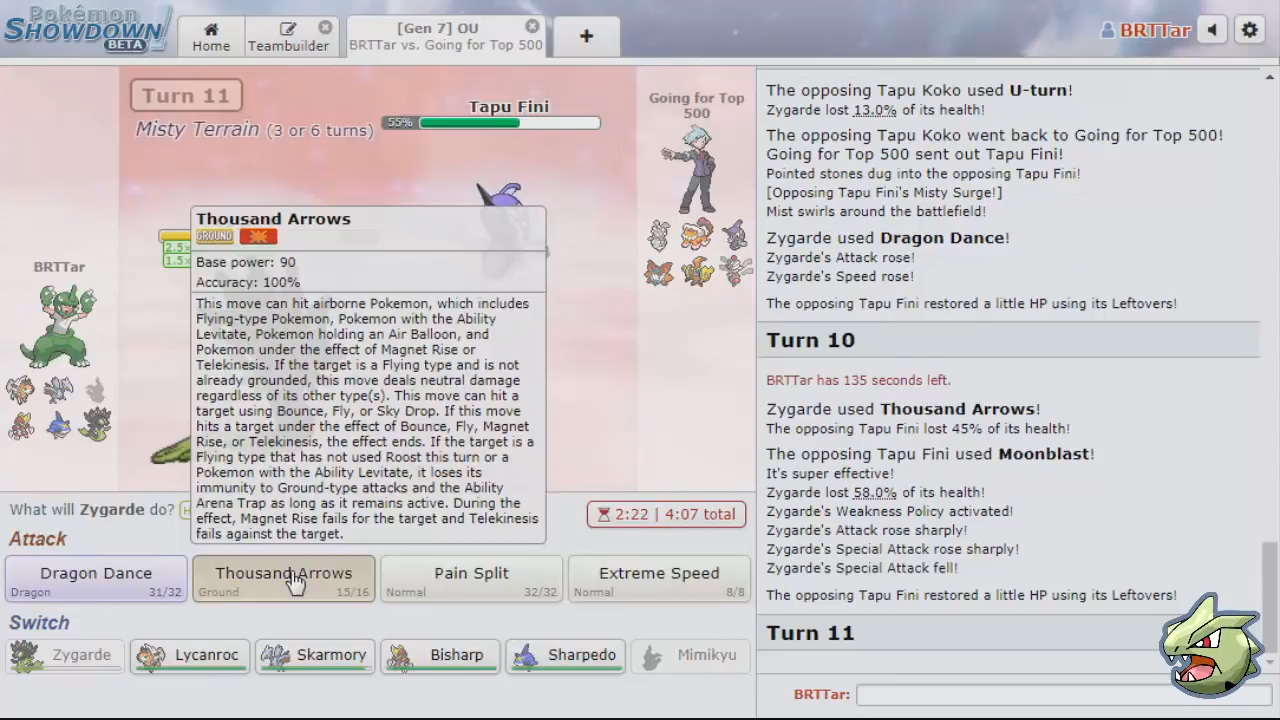 Pokémon
SHOWDOWN!
BETA
Home
Teambuilder
[Gen 7] OU
BRTTar vs. Going for Top 500
+
BRTTar
Turn 11
Misty Terrain (3 or 6 turns)
Tapu Fini
55%
Going for Top
500
BRTTar
2.5×
1.5×
Thousand Arrows
GROUND
Base power: 90
Accuracy: 100%
This move can hit airborne Pokemon, which includes
Flying-type Pokemon, Pokemon with the Ability
Levitate, Pokemon holding an Air Balloon, and
Pokemon under the effect of Magnet Rise or
Telekinesis. If the target is a Flying type and is not
already grounded, this move deals neutral damage
regardless of its other type(s). This move can hit a
target using Bounce, Fly, or Sky Drop. If this move
hits a target under the effect of Bounce, Fly, Magnet
Rise, or Telekinesis, the effect ends. If the target is a
Flying type that has not used Roost this turn or a
Pokemon with the Ability Levitate, it loses its
immunity to Ground-type attacks and the Ability
Arena Trap as long as it remains active. During the
effect, Magnet Rise fails for the target and Telekinesis
fails against the target.
What will Zygarde do?
2:22 | 4:07 total
Attack
Dragon Dance
Dragon 31/32
Thousand Arrows
Ground 15/16
Pain Split
Normal 32/32
Extreme Speed
Normal 8/8
Switch
Zygarde
Lycanroc
Skarmory
Bisharp
Sharpedo
Mimikyu
The opposing Tapu Koko used U-turn!
Zygarde lost 13.0% of its health!
The opposing Tapu Koko went back to Going for Top 500!
Going for Top 500 sent out Tapu Fini!
Pointed stones dug into the opposing Tapu Fini!
[Opposing Tapu Fini's Misty Surge!]
Mist swirls around the battlefield!
Zygarde used Dragon Dance!
Zygarde's Attack rose!
Zygarde's Speed rose!
The opposing Tapu Fini restored a little HP using its Leftovers!
Turn 10
BRTTar has 135 seconds left.
Zygarde used Thousand Arrows!
The opposing Tapu Fini lost 45% of its health!
The opposing Tapu Fini used Moonblast!
It's super effective!
Zygarde lost 58.0% of its health!
Zygarde's Weakness Policy activated!
Zygarde's Attack rose sharply!
Zygarde's Special Attack rose sharply!
Zygarde's Special Attack fell!
The opposing Tapu Fini restored a little HP using its Leftovers!
Turn 11
BRTTar: